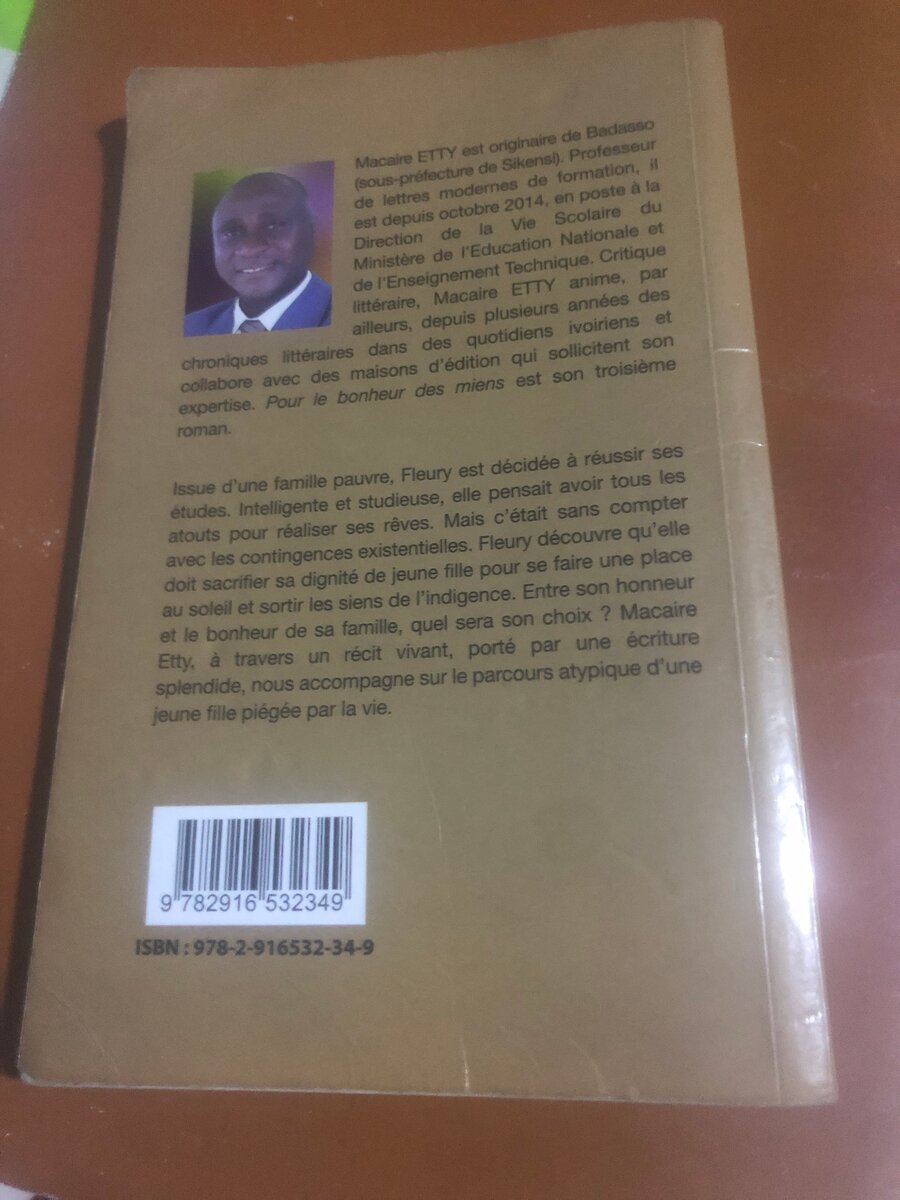 Macaire ETTY est originaire de Badasso
(sous-préfecture de Sikensi). Professeur
de lettres modernes de formation, il
est depuis octobre 2014, en poste à la
Direction de la Vie Scolaire du
Ministère de l'Education Nationale et
de l'Enseignement Technique. Critique
littéraire, Macaire ETTY anime, par
ailleurs, depuis plusieurs années des
chroniques littéraires dans des quotidiens ivoiriens et
collabore avec des maisons d'édition qui sollicitent son
expertise. Pour le bonheur des miens est son troisième
roman.
Issue d'une famille pauvre, Fleury est décidée à réussir ses
études. Intelligente et studieuse, elle pensait avoir tous les
atouts pour réaliser ses rêves. Mais c'était sans compter
avec les contingences existentielles. Fleury découvre qu'elle
doit sacrifier sa dignité de jeune fille pour se faire une place
au soleil et sortir les siens de l'indigence. Entre son honneur
et le bonheur de sa famille, quel sera son choix ? Macaire
Etty, à travers un récit vivant, porté par une écriture
splendide, nous accompagne sur le parcours atypique d'une
jeune fille piégée par la vie.
9 782916 532349
ISBN : 978-2-916532-34-9